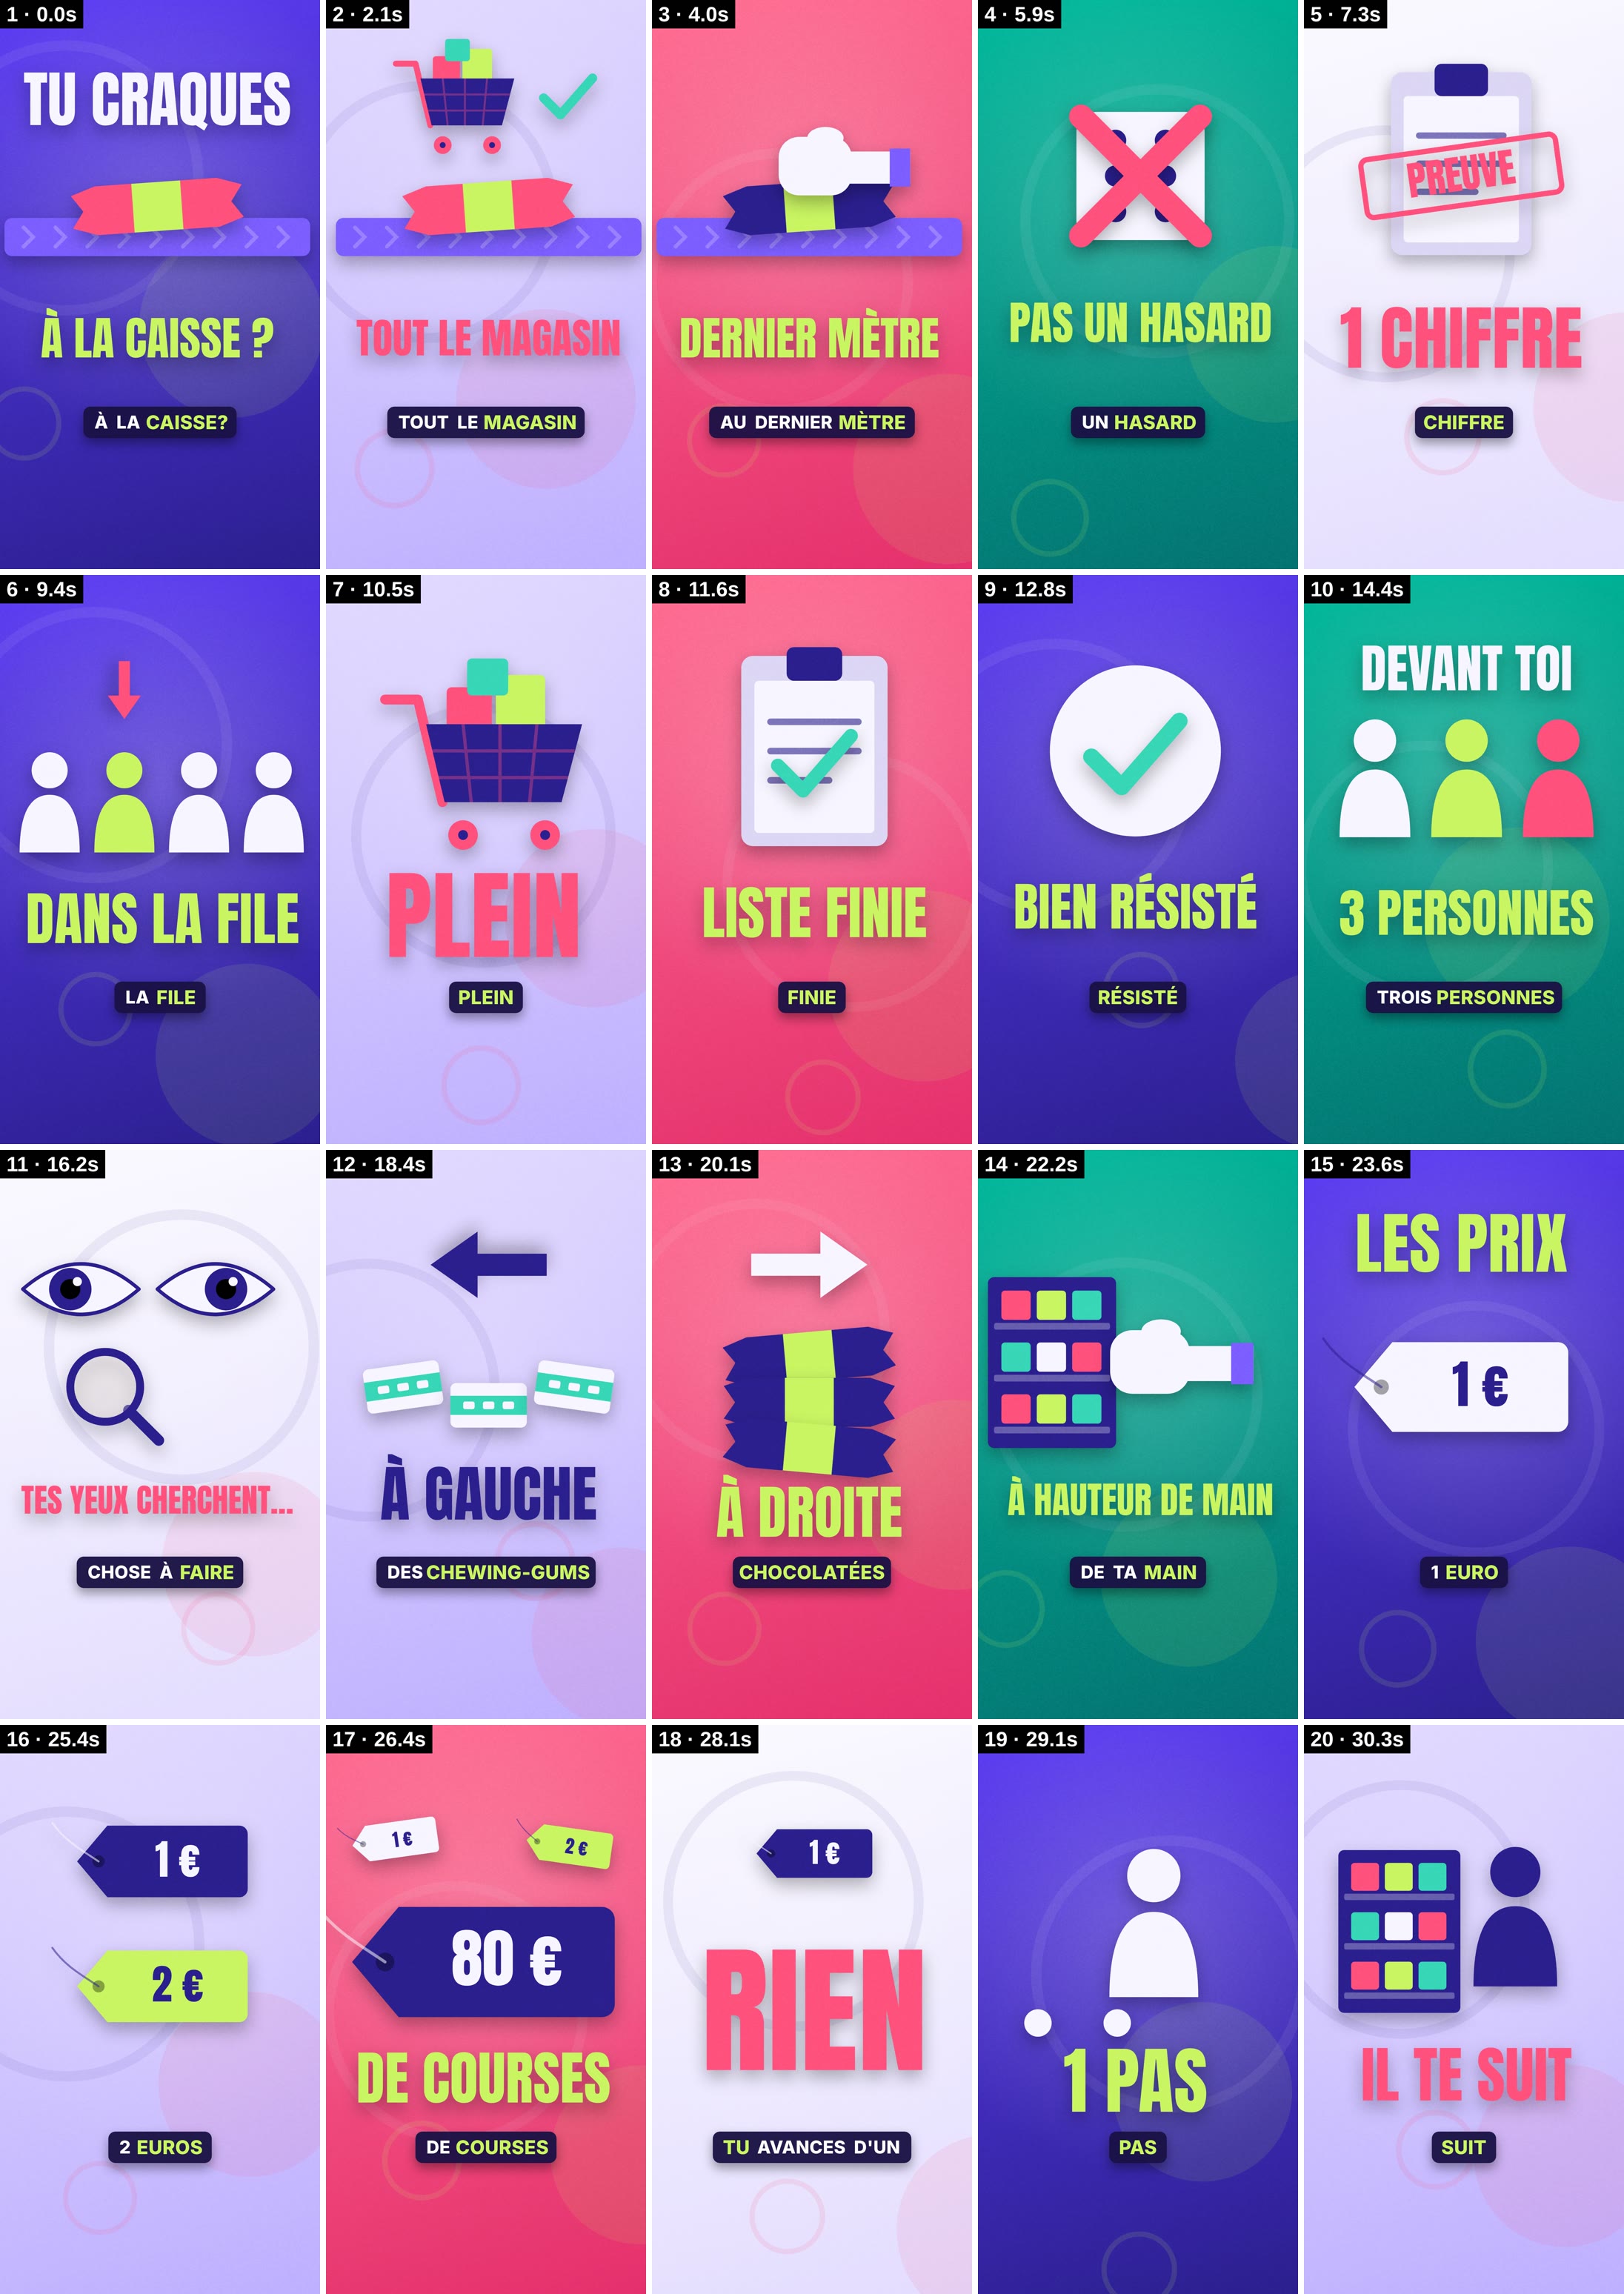 1 · 0.0s
TU CRAQUES
À LA CAISSE ?
À LA CAISSE?
2 · 2.1s
TOUT LE MAGASIN
TOUT LE MAGASIN
3 · 4.0s
DERNIER MÈTRE
AU DERNIER MÈTRE
4 · 5.9s
PAS UN HASARD
UN HASARD
5 · 7.3s
PREUVE
1 CHIFFRE
CHIFFRE
6 · 9.4s
DANS LA FILE
LA FILE
7 · 10.5s
PLEIN
PLEIN
8 · 11.6s
LISTE FINIE
FINIE
9 · 12.8s
BIEN RÉSISTÉ
RÉSISTÉ
10 · 14.4s
DEVANT TOI
3 PERSONNES
TROIS PERSONNES
11 · 16.2s
TES YEUX CHERCHENT...
CHOSE À FAIRE
12 · 18.4s
À GAUCHE
DES CHEWING-GUMS
13 · 20.1s
À DROITE
CHOCOLATÉES
14 · 22.2s
À HAUTEUR DE MAIN
DE TA MAIN
15 · 23.6s
LES PRIX
1 €
1 EURO
16 · 25.4s
1 €
2 €
2 EUROS
17 · 26.4s
1 €
2 €
80 €
DE COURSES
DE COURSES
18 · 28.1s
1 €
RIEN
TU AVANCES D'UN
19 · 29.1s
1 PAS
PAS
20 · 30.3s
IL TE SUIT
SUIT